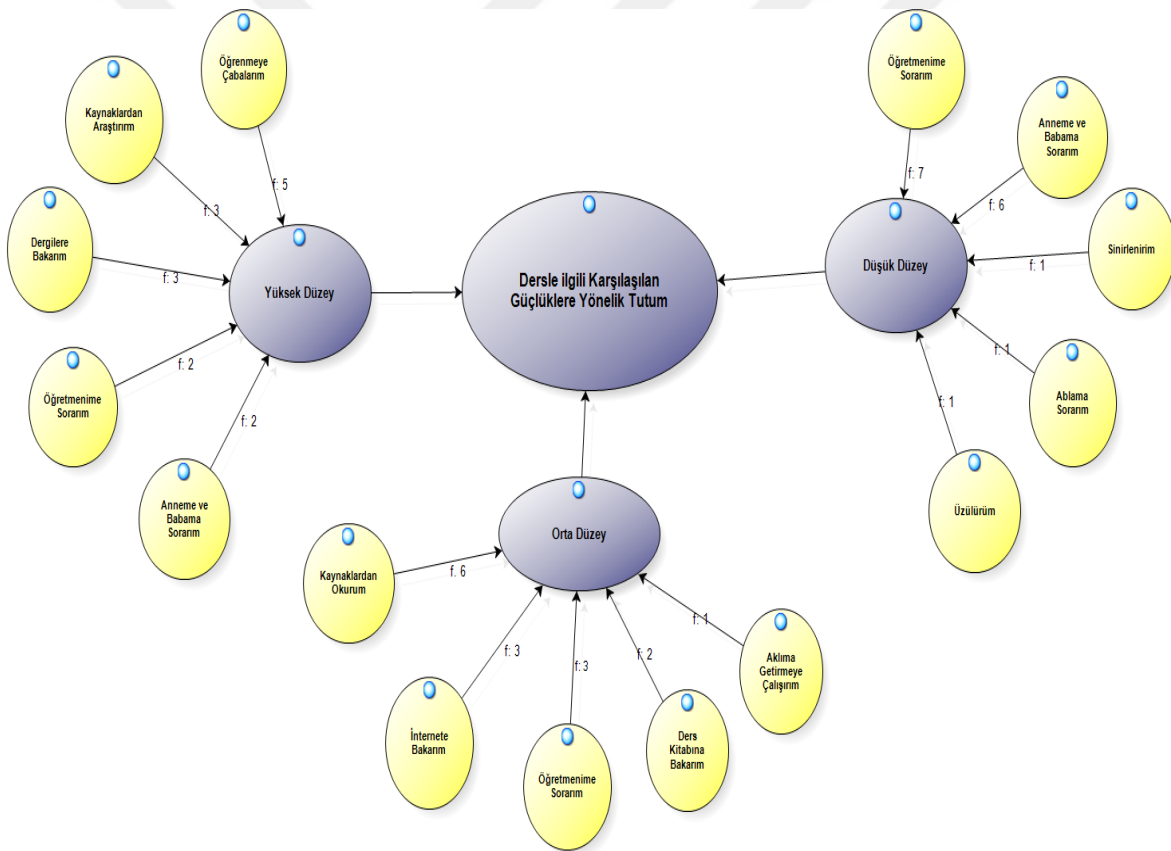 Öğrenmeye
Çabalarım
Kaynaklardan
Araştırırm
Dergilere
Bakarım
Öğretmenime
Sorarım
Anneme ve
Babama
Sorarım
f: 5
f: 3
f: 3
f: 2
f: 2
Yüksek Düzey
Dersle ilgili Karşılaşılan
Güçlüklere Yönelik Tutum
Öğretmenime
Sorarım
Anneme ve
Babama
Sorarım
Sinirlenirim
Ablama
Sorarım
Üzülürüm
f: 7
f: 6
f: 1
f: 1
f: 1
Düşük Düzey
Orta Düzey
Kaynaklardan
Okurum
İnternete
Bakarım
Öğretmenime
Sorarım
Ders
Kitabına
Bakarım
Aklıma
Getirmeye
Çalışırım
f: 6
f: 3
f: 3
f: 2
f: 1